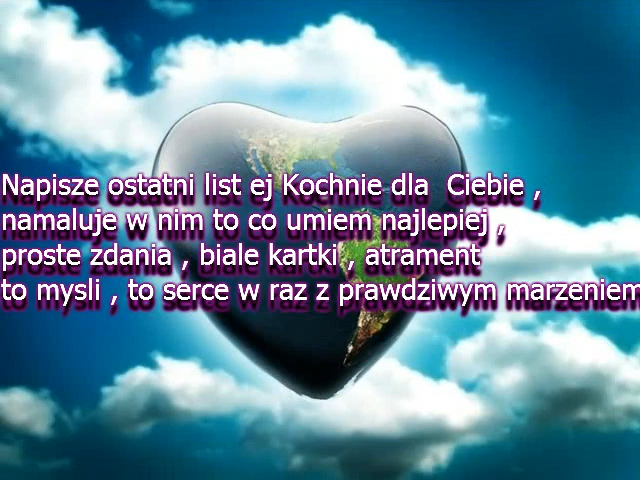 Napisze ostatni list ej Kochnie dla Ciebie ,
namaluje w nim to co umiem najlepiej ,
proste zdania , biale kartki , atrament
to mysli , to serce w raz z prawdziwym marzeniem